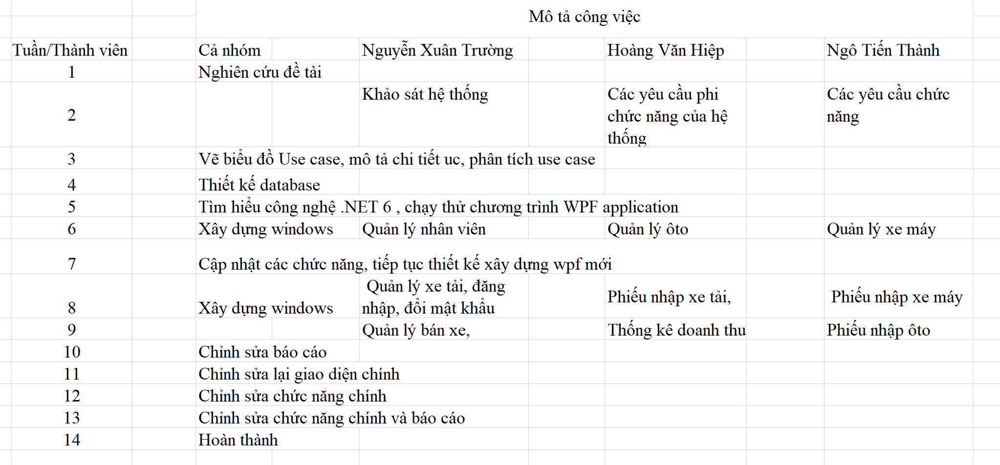 Mô tả công việc
Tuần/Thành viên Cả nhóm Nguyễn Xuân Trường Hoàng Văn Hiệp Ngô Tiến Thành
1 Nghiên cứu đề tài
2 Khảo sát hệ thống Các yêu cầu phi chức năng của hệ thống Các yêu cầu chức năng
3 Vẽ biểu đồ Use case, mô tả chi tiết uc, phân tích use case
4 Thiết kế database
5 Tìm hiểu công nghệ .NET 6 , chạy thử chương trình WPF application
6 Xây dựng windows Quản lý nhân viên Quản lý ôto Quản lý xe máy
7 Cập nhật các chức năng, tiếp tục thiết kế xây dựng wpf mới
8 Xây dựng windows Quản lý xe tải, đăng nhập, đổi mật khẩu Phiếu nhập xe tải, Phiếu nhập xe máy
9 Quản lý bán xe, Thống kê doanh thu Phiếu nhập ôto
10 Chỉnh sửa báo cáo
11 Chỉnh sửa lại giao diện chính
12 Chỉnh sửa chức năng chính
13 Chỉnh sửa chức năng chính và báo cáo
14 Hoàn thành